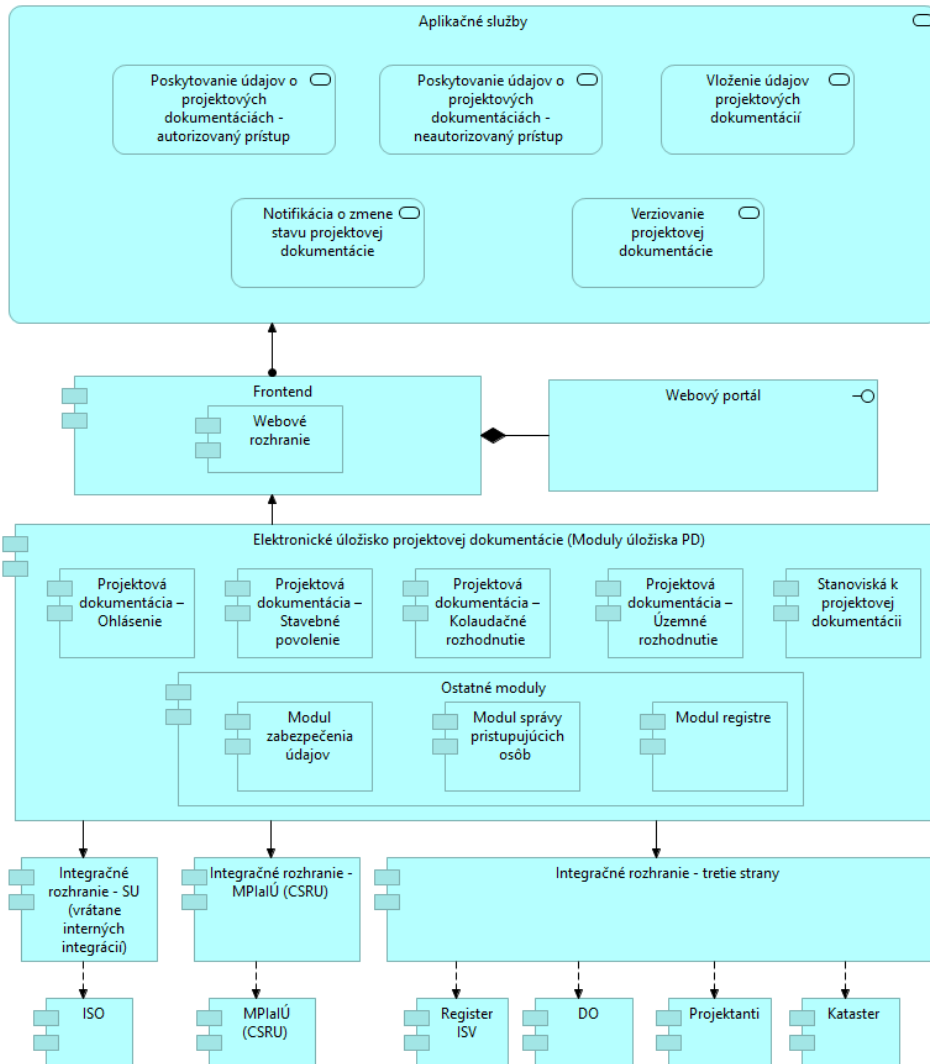 Aplikačné služby
Poskytovanie údajov o
projektových
dokumentáciách -
autorizovaný prístup
Poskytovanie údajov o
projektových
dokumentáciách -
neautorizovaný prístup
Vloženie údajov
projektových
dokumentácií
Notifikácia o zmene
stavu projektovej
dokumentácie
Verziovanie
projektovej
dokumentácie
Frontend
Webové
rozhranie
Webový portál
Elektronické úložisko projektovej dokumentácie (Moduly úložiska PD)
Projektová
dokumentácia –
Ohlásenie
Projektová
dokumentácia –
Stavebné
povolenie
Projektová
dokumentácia –
Kolaudačné
rozhodnutie
Projektová
dokumentácia –
Územné
rozhodnutie
Stanoviská k
projektovej
dokumentácii
Ostatné moduly
Modul
zabezpečenia
údajov
Modul správy
pristupujúcich
osôb
Modul registre
Integračné
rozhranie - SU
(vrátane
interných
integrácií)
Integračné rozhranie -
MPIaIÚ (CSRU)
Integračné rozhranie - tretie strany
ISO
MPIaIÚ
(CSRU)
Register
ISV
DO
Projektanti
Kataster